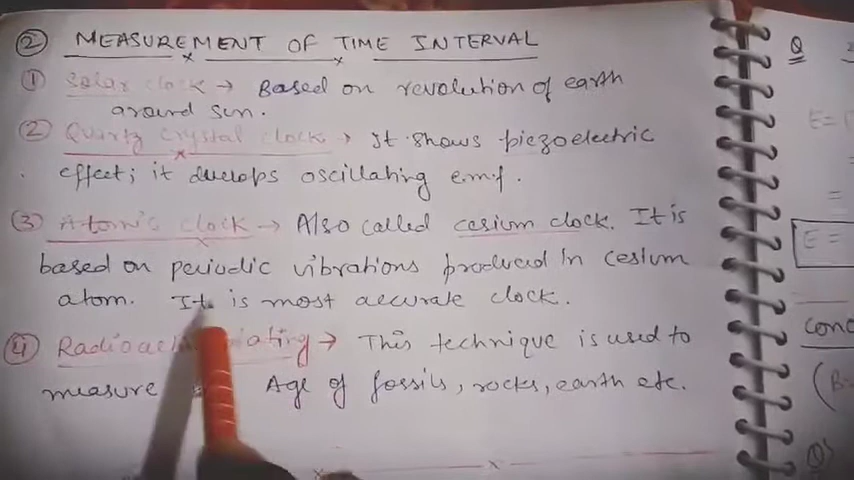 ② MEASUREMENT OF TIME INTERVAL
① Solar clock → Based on revolution of earth
around sun.
② Quartz Crystal clock → It shows piezoelectric
effect; it develops oscillating e.m.f.
③ Atomic clock → Also called cesium clock. It is
based on periodic vibrations produced in cesium
atom. It is most accurate clock.
④ dating → This technique is used to
measure Age of fossils, rocks, earth etc.
Q
E=
=
E =